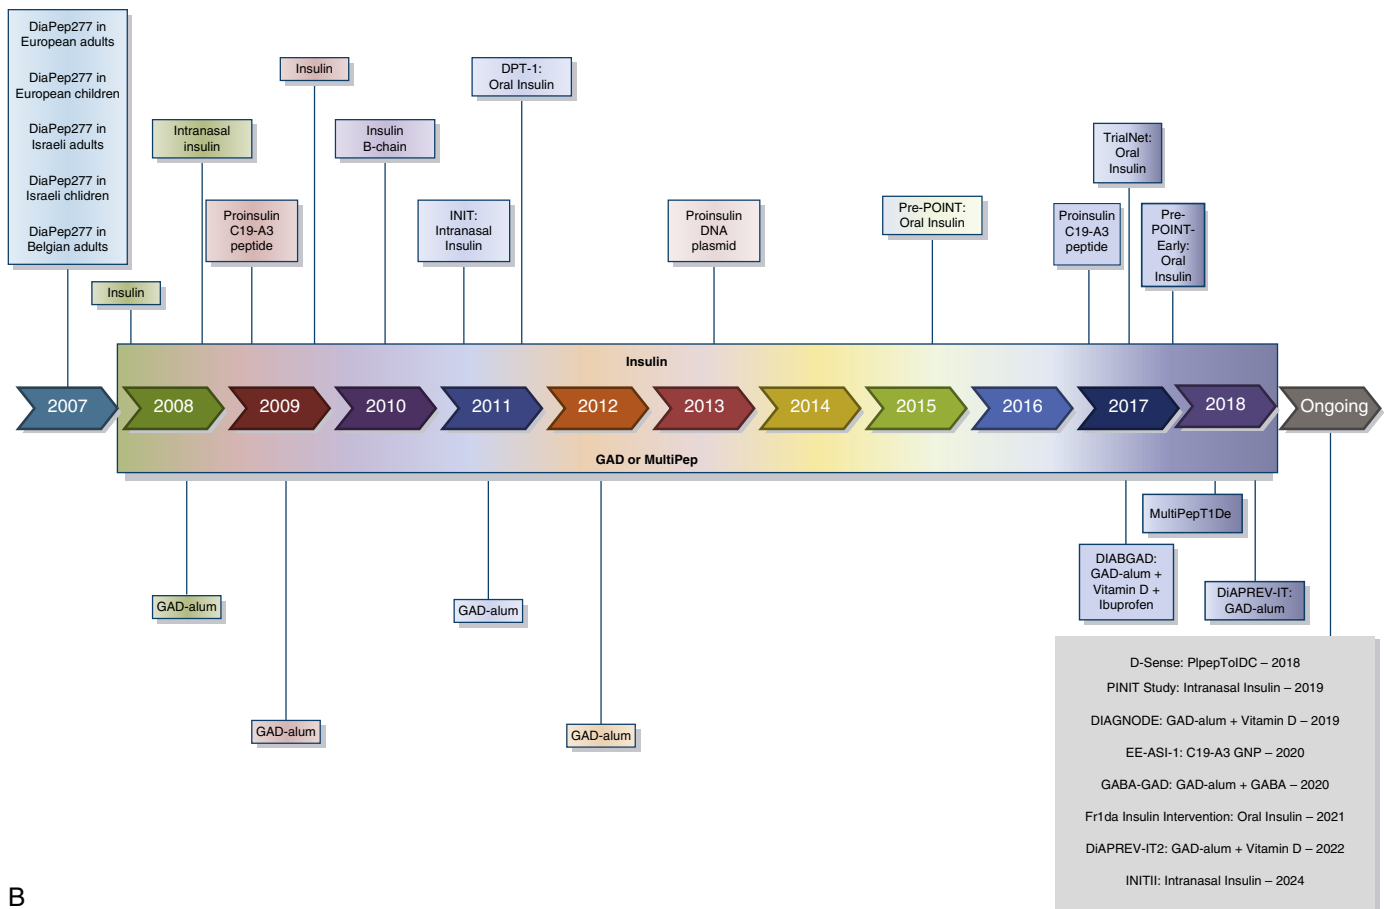 DiaPep277 in
European adults
DiaPep277 in
European children
DiaPep277 in
Israeli adults
DiaPep277 in
Israeli chlidren
DiaPep277 in
Belgian adults
Insulin
Intranasal
insulin
Proinsulin
C19-A3
peptide
Insulin
Insulin
B-chain
INIT:
Intranasal
Insulin
DPT-1:
Oral Insulin
Proinsulin
DNA
plasmid
Pre-POINT:
Oral Insulin
Proinsulin
C19-A3
peptide
TrialNet:
Oral
Insulin
Pre-
POINT-
Early:
Oral
Insulin
Insulin
2007
2008
2009
2010
2011
2012
2013
2014
2015
2016
2017
2018
Ongoing
GAD or MultiPep
GAD-alum
GAD-alum
GAD-alum
GAD-alum
DIABGAD:
GAD-alum +
Vitamin D +
Ibuprofen
MultiPepT1De
DiAPREV-IT:
GAD-alum
D-Sense: PIpepToIDC – 2018
PINIT Study: Intranasal Insulin – 2019
DIAGNODE: GAD-alum + Vitamin D – 2019
EE-ASI-1: C19-A3 GNP – 2020
GABA-GAD: GAD-alum + GABA – 2020
Fr1da Insulin Intervention: Oral Insulin – 2021
DiAPREV-IT2: GAD-alum + Vitamin D – 2022
INITII: Intranasal Insulin – 2024
B